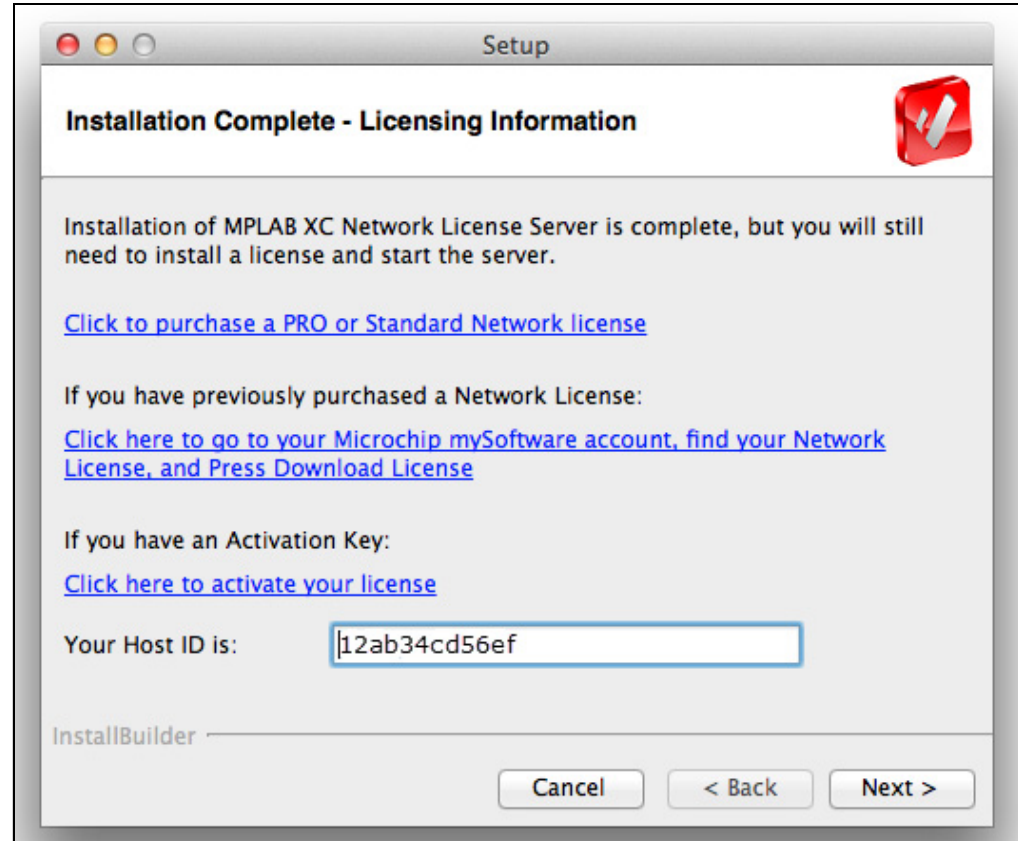 Setup
Installation Complete - Licensing Information
Installation of MPLAB XC Network License Server is complete, but you will still
need to install a license and start the server.
Click to purchase a PRO or Standard Network license
If you have previously purchased a Network License:
Click here to go to your Microchip mySoftware account, find your Network
License, and Press Download License
If you have an Activation Key:
Click here to activate your license
Your Host ID is: 12ab34cd56ef
InstallBuilder
Cancel < Back Next >